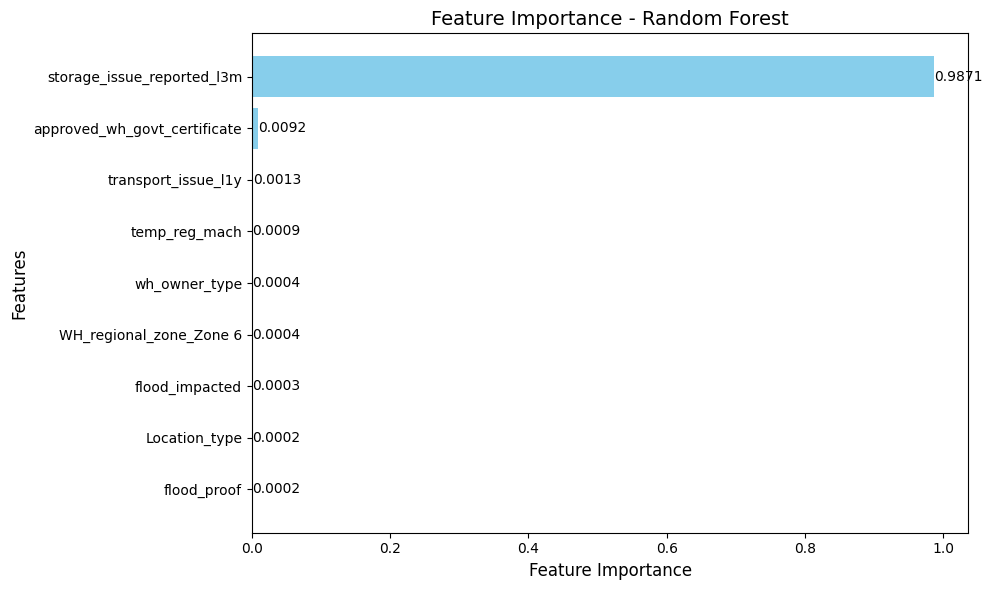 Feature Importance - Random Forest
storage_issue_reported_l3m 0.9871
approved_wh_govt_certificate 0.0092
transport_issue_l1y 0.0013
temp_reg_mach 0.0009
wh_owner_type 0.0004
WH_regional_zone_Zone 6 0.0004
flood_impacted 0.0003
Location_type 0.0002
flood_proof 0.0002
Features
0.0 0.2 0.4 0.6 0.8 1.0
Feature Importance